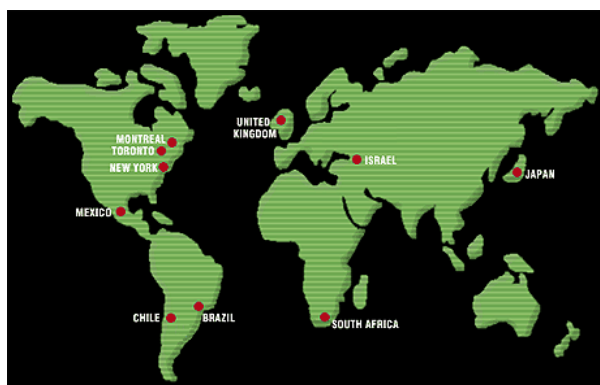 UNITED
KINGDOM
MONTREAL
TORONTO
ISRAEL
NEW YORK
JAPAN
MEXICO
CHILE
BRAZIL
SOUTH AFRICA